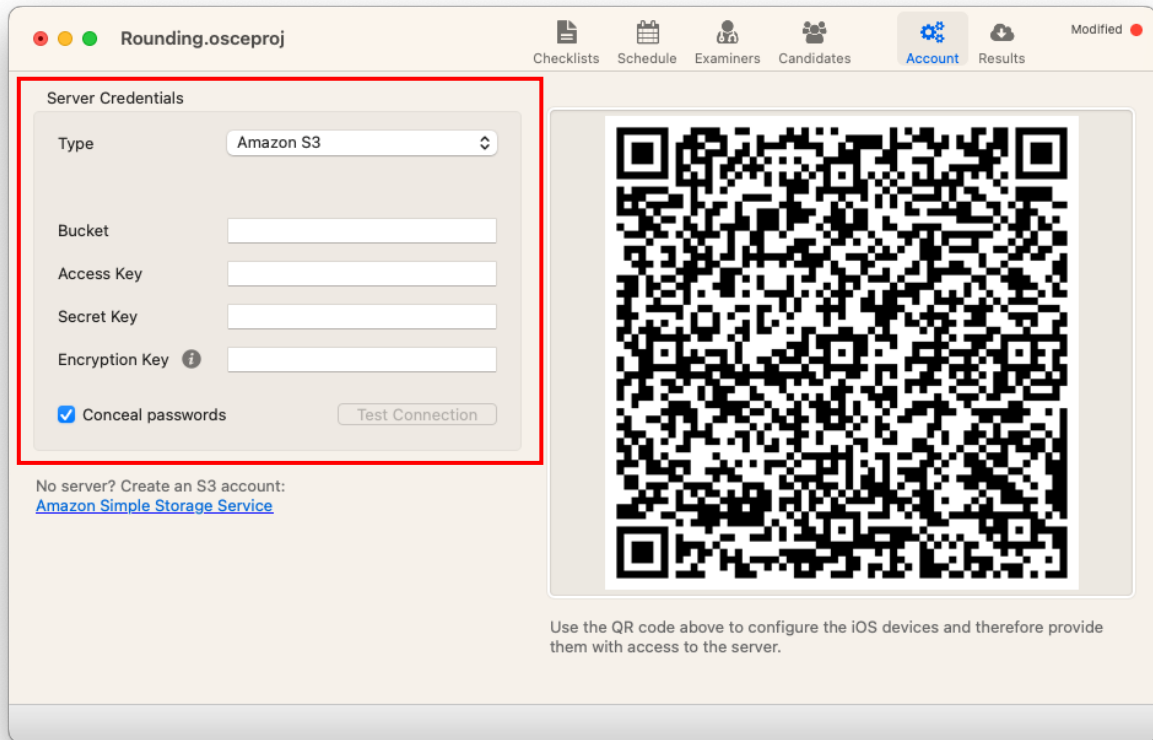 Rounding.osceproj
Checklists
Schedule
Examiners
Candidates
Account
Results
Modified
Server Credentials
Type
Amazon S3
Bucket
Access Key
Secret Key
Encryption Key
Conceal passwords
Test Connection
No server? Create an S3 account:
Amazon Simple Storage Service
Use the QR code above to configure the iOS devices and therefore provide
them with access to the server.